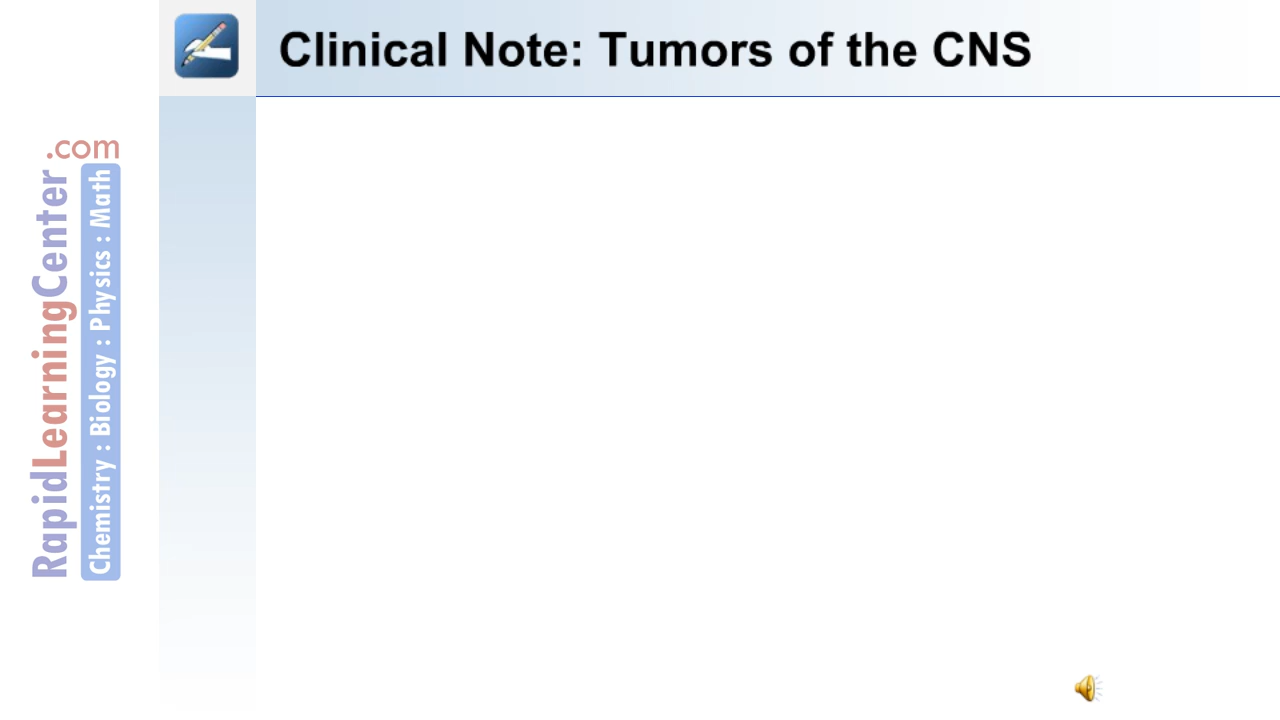 Clinical Note: Tumors of the CNS
RapidLearningCenter
.com
Chemistry : Biology : Physics : Math